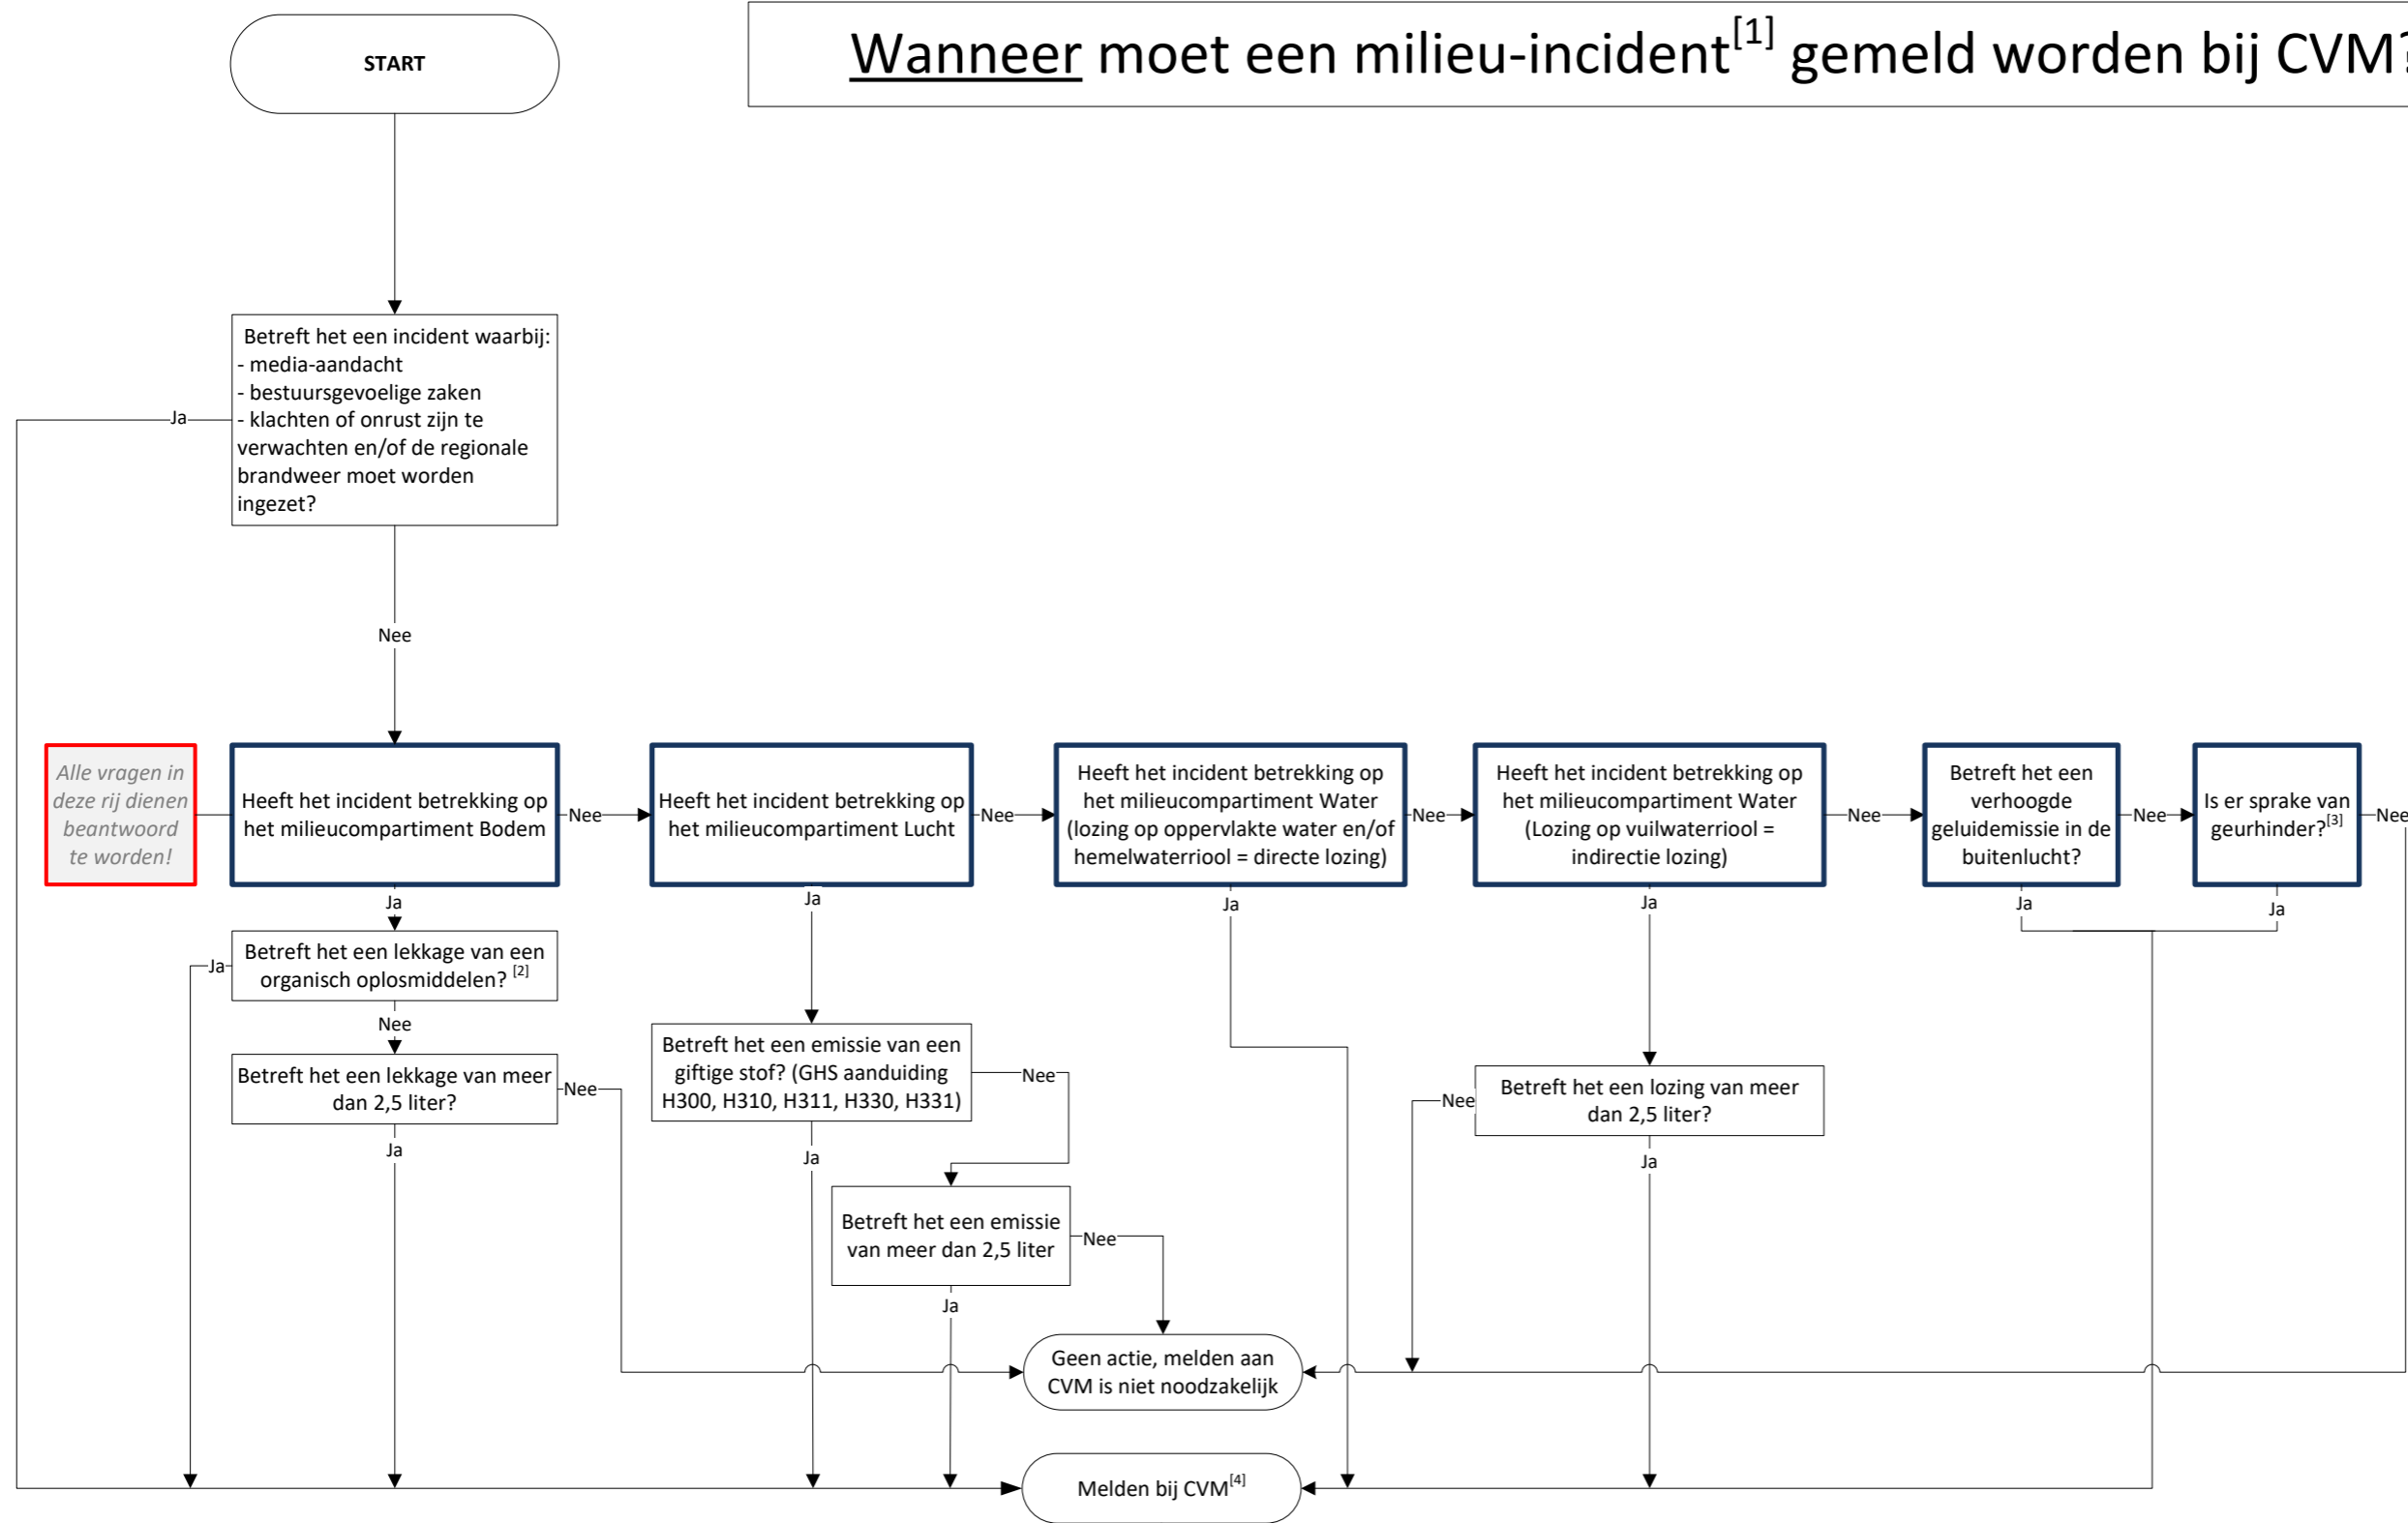 START
Wanneer moet een milieu-incident[1] gemeld worden bij CVM?
Betreft het een incident waarbij:
- media-aandacht
- bestuursgevoelige zaken
- klachten of onrust zijn te
verwachten en/of de regionale
brandweer moet worden
ingezet?
Ja
Nee
Alle vragen in
deze rij dienen
beantwoord
te worden!
Heeft het incident betrekking op
het milieucompartiment Bodem
Nee
Heeft het incident betrekking op
het milieucompartiment Lucht
Nee
Heeft het incident betrekking op
het milieucompartiment Water
(lozing op oppervlakte water en/of
hemelwaterriool = directe lozing)
Nee
Heeft het incident betrekking op
het milieucompartiment Water
(Lozing op vuilwaterriool =
indirectie lozing)
Nee
Betreft het een
verhoogde
geluidemissie in de
buitenlucht?
Nee
Is er sprake van
geurhinder?[3]
Nee
Ja
Ja
Ja
Ja
Ja
Ja
Betreft het een lekkage van een
organisch oplosmiddelen? [2]
Ja
Nee
Betreft het een lekkage van meer
dan 2,5 liter?
Nee
Ja
Betreft het een emissie van een
giftige stof? (GHS aanduiding
H300, H310, H311, H330, H331)
Nee
Ja
Betreft het een emissie
van meer dan 2,5 liter
Nee
Ja
Betreft het een lozing van meer
dan 2,5 liter?
Nee
Ja
Geen actie, melden aan
CVM is niet noodzakelijk
Melden bij CVM[4]